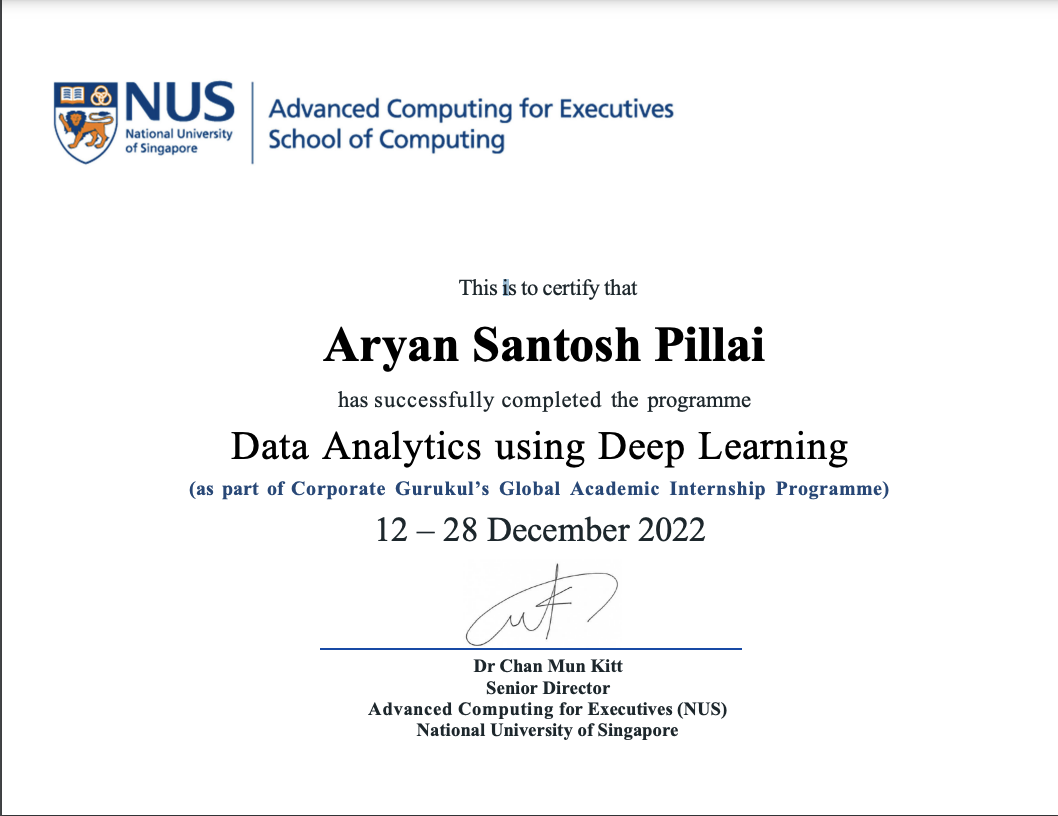 NUS
National University
of Singapore
Advanced Computing for Executives
School of Computing
This is to certify that
Aryan Santosh Pillai
has successfully completed the programme
Data Analytics using Deep Learning
(as part of Corporate Gurukul's Global Academic Internship Programme)
12 – 28 December 2022
Dr Chan Mun Kitt
Senior Director
Advanced Computing for Executives (NUS)
National University of Singapore